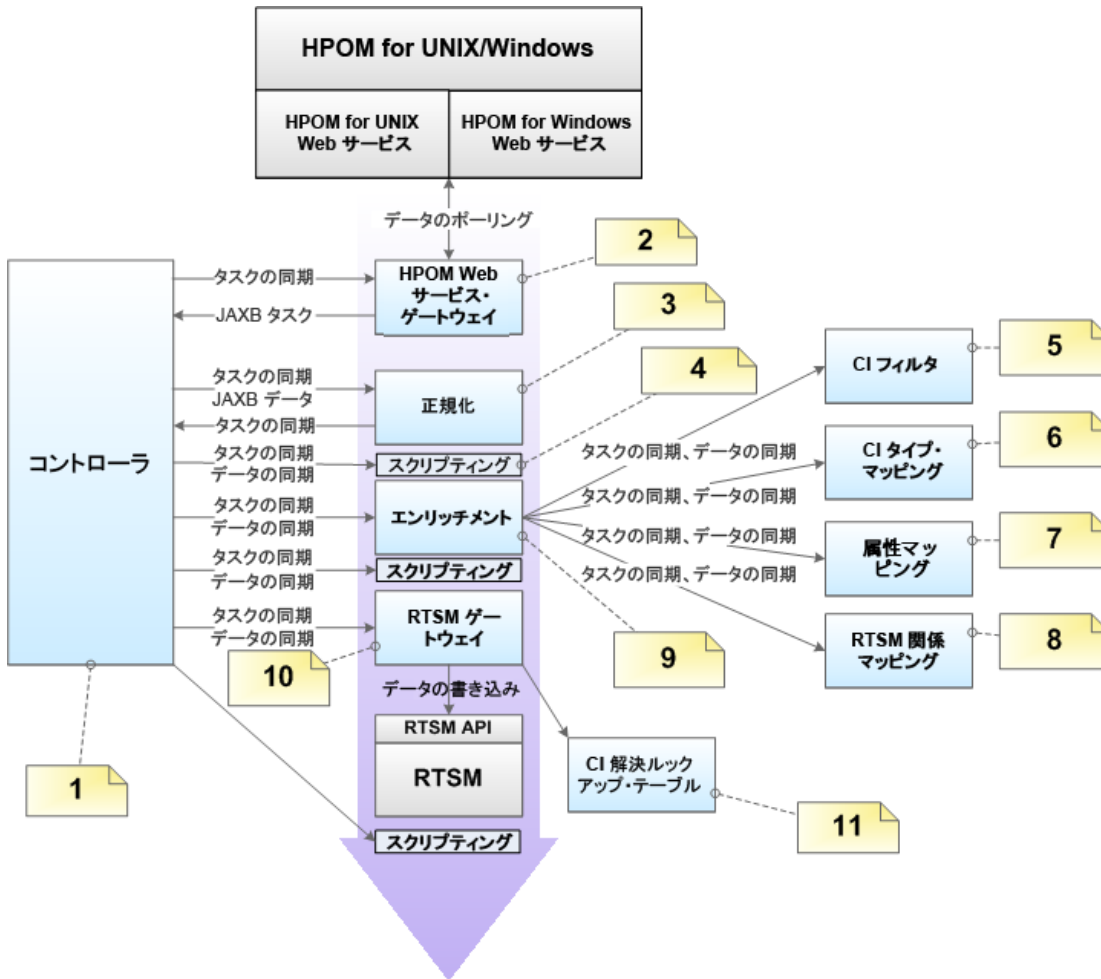 HPOM for UNIX/Windows
HPOM for UNIX
Web サービス
HPOM for Windows
Web サービス
データのポーリング
2
タスクの同期
HPOM Web
サービス・
ゲートウェイ
JAXB タスク
3
4
5
CI フィルタ
タスクの同期
JAXB データ
正規化
タスクの同期
コントローラ
タスクの同期
データの同期
スクリプティング
タスクの同期、データの同期
CI タイプ・
マッピング
6
タスクの同期
データの同期
エンリッチメント
タスクの同期、データの同期
タスクの同期、データの同期
属性マッ
ピング
7
タスクの同期
データの同期
スクリプティング
タスクの同期、データの同期
タスクの同期
データの同期
RTSM ゲー
トウェイ
RTSM 関係
マッピング
8
9
10
データの書き込み
RTSM API
RTSM
CI 解決ルック
アップ・テーブル
1
11
スクリプティング